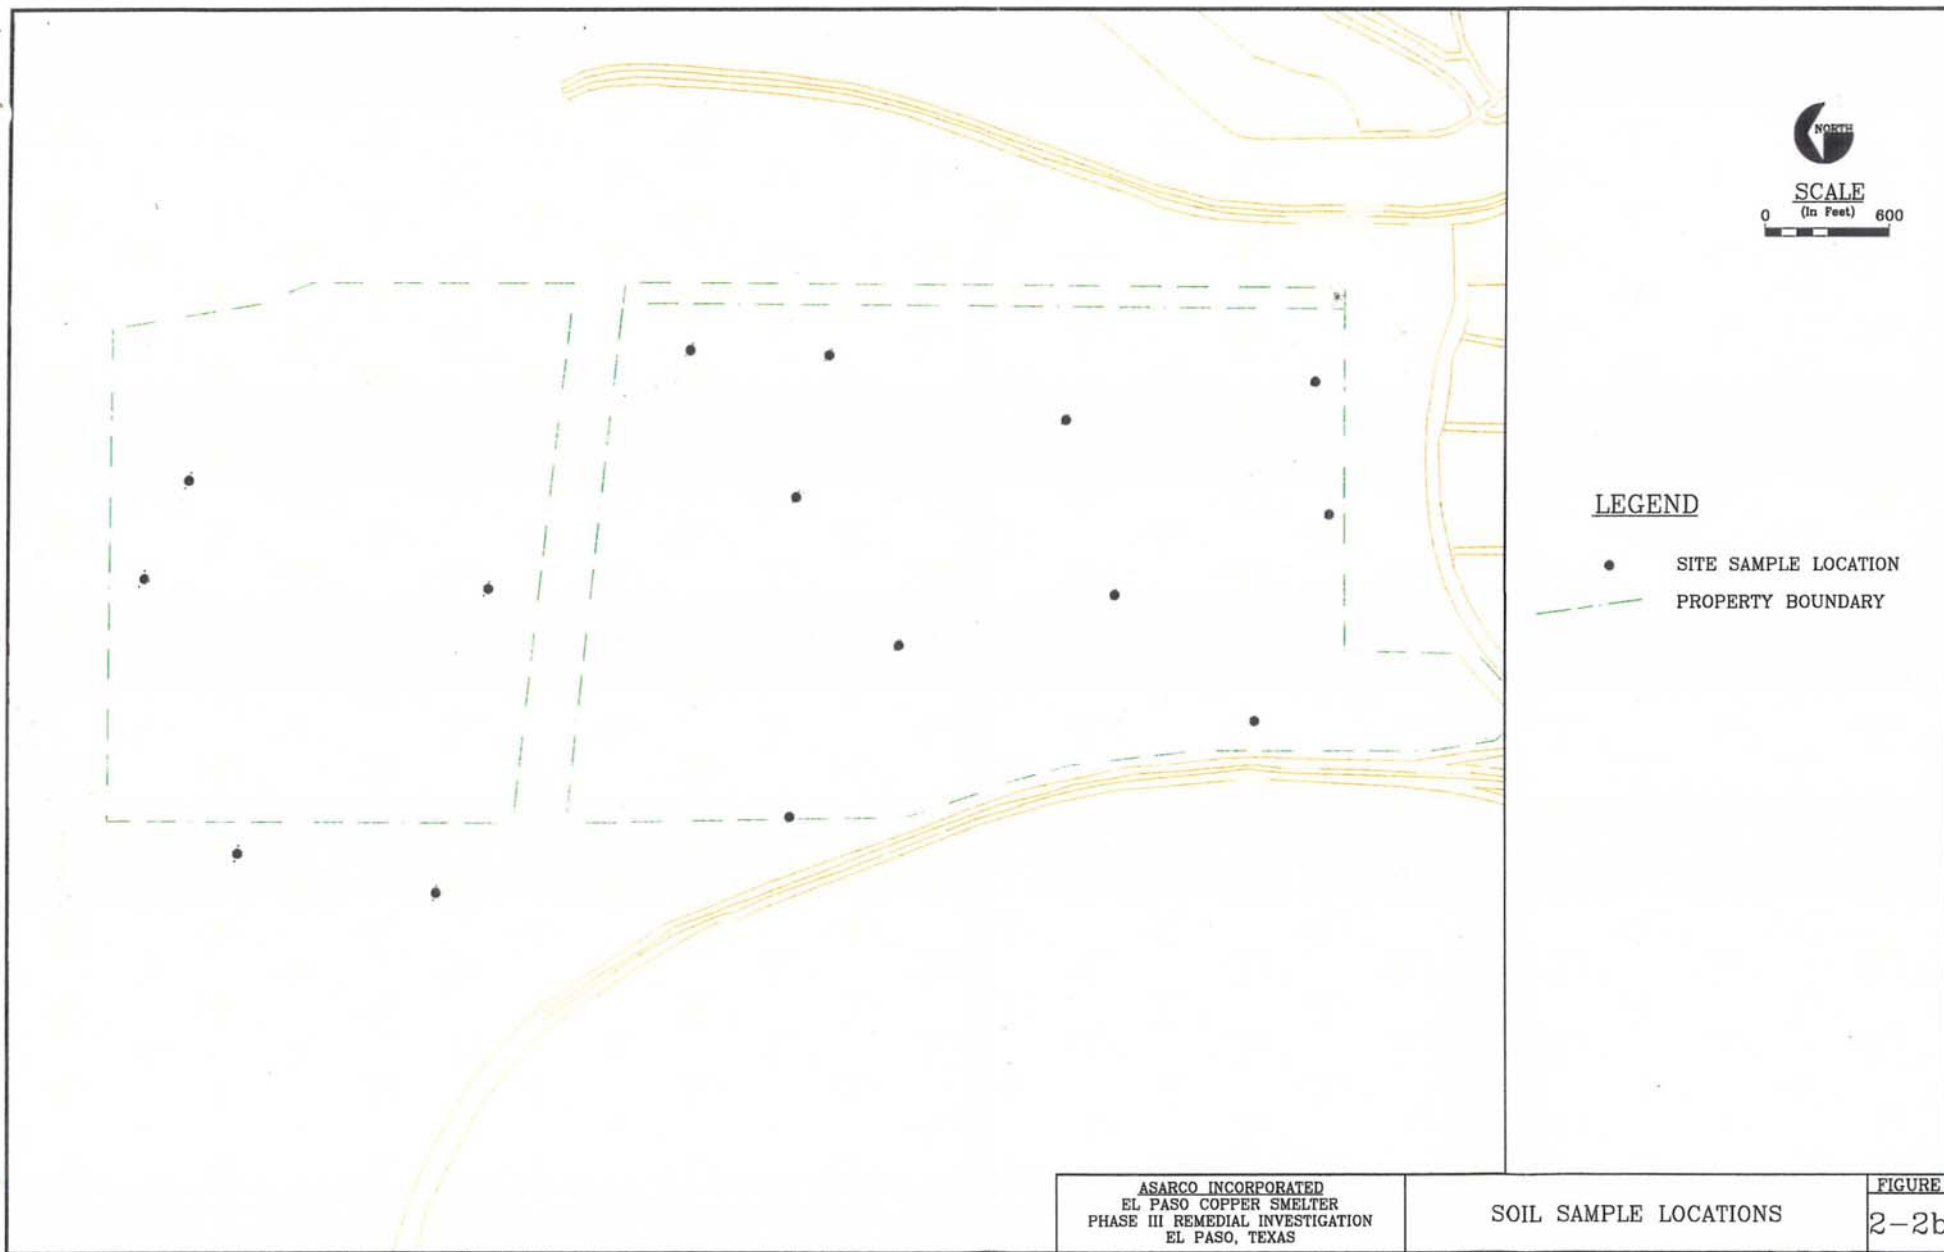 NORTH
SCALE
(In Feet)
0 600
LEGEND
SITE SAMPLE LOCATION
PROPERTY BOUNDARY
ASARCO INCORPORATED
EL PASO COPPER SMELTER
PHASE III REMEDIAL INVESTIGATION
EL PASO, TEXAS
SOIL SAMPLE LOCATIONS
FIGURE
2-2b